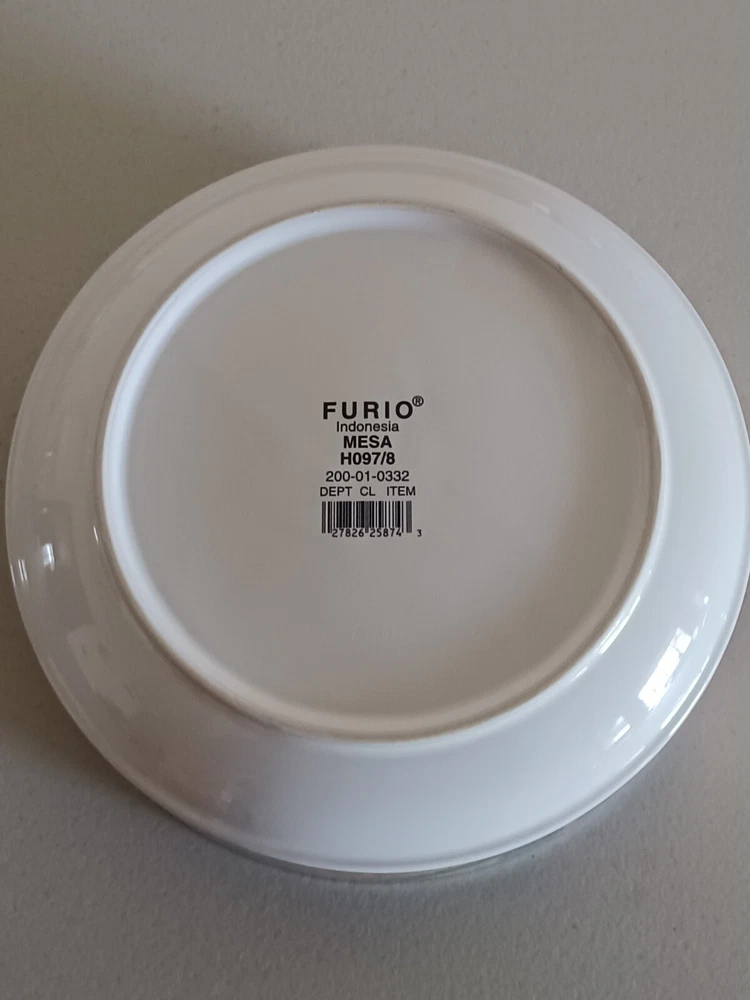 FURIO®
Indonesia
MESA
H097/8
200-01-0332
DEPT CL ITEM
27826 25874 3